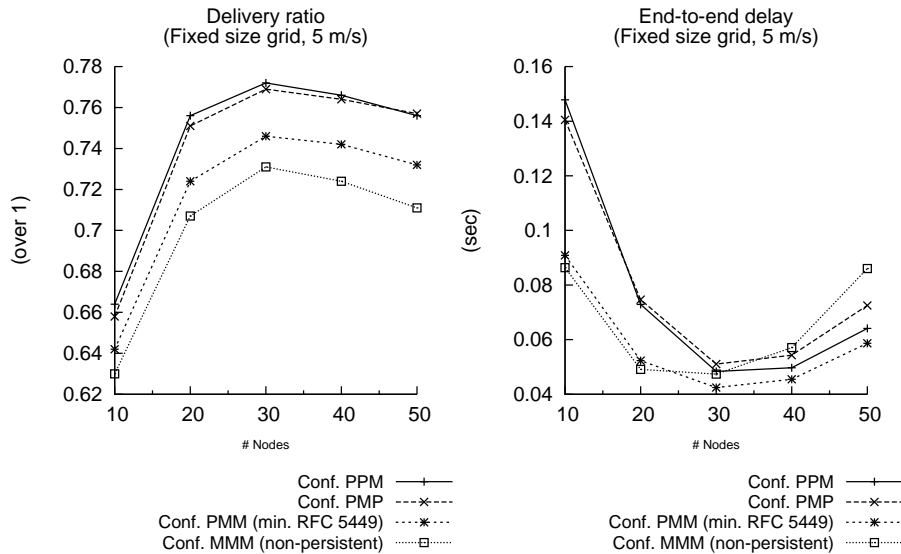 Delivery ratio
(Fixed size grid, 5 m/s)
0.78
0.76
0.74
0.72
0.7
0.68
0.66
0.64
0.62
(over 1)
10 20 30 40 50
# Nodes
Conf. PPM
Conf. PMP
Conf. PMM (min. RFC 5449)
Conf. MMM (non-persistent)
End-to-end delay
(Fixed size grid, 5 m/s)
0.16
0.14
0.12
0.1
0.08
0.06
0.04
(sec)
10 20 30 40 50
# Nodes
Conf. PPM
Conf. PMP
Conf. PMM (min. RFC 5449)
Conf. MMM (non-persistent)